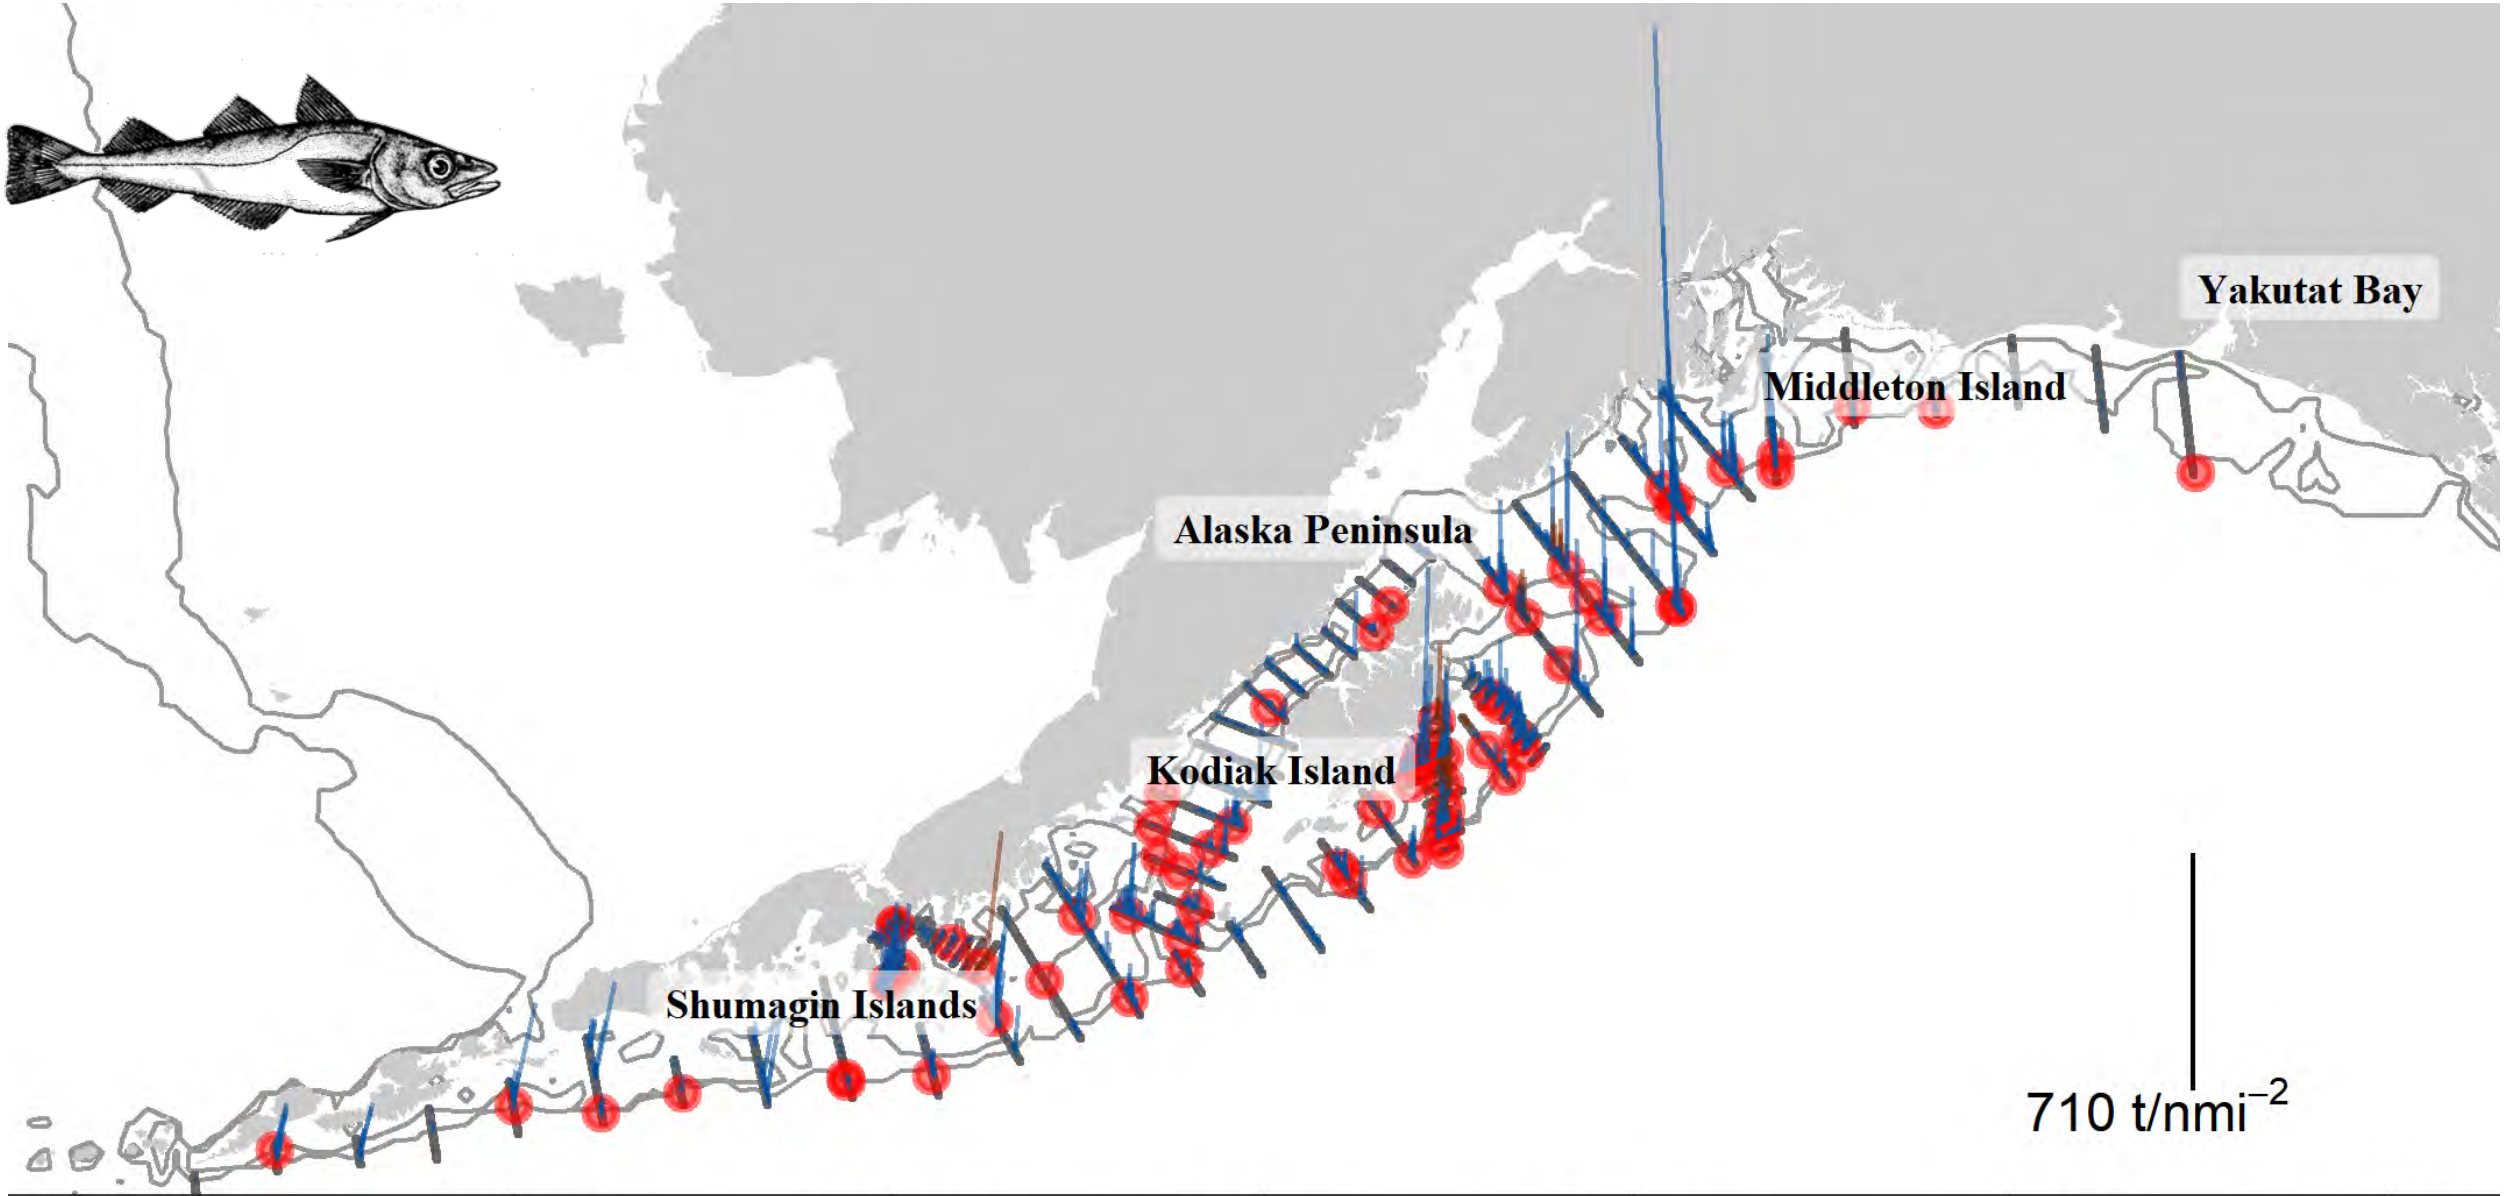 Yakutat Bay
Middleton Island
Alaska Peninsula
Kodiak Island
Shumagin Islands
710 t/nmi⁻²